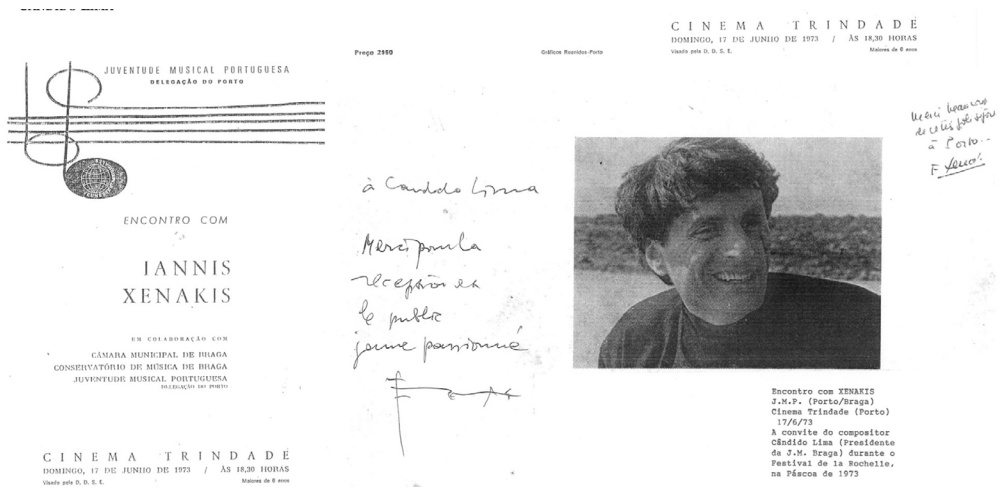 CANDIDO LIMA
JUVENTUDE MUSICAL PORTUGUESA
DELEGAÇÃO DO PORTO
ENCONTRO COM
IANNIS
XENAKIS
EM COLABORAÇÃO COM
CÂMARA MUNICIPAL DE BRAGA
CONSERVATÓRIO DE MÚSICA DE BRAGA
JUVENTUDE MUSICAL PORTUGUESA
DELEGAÇÃO DO PORTO
CINEMA TRINDADE
DOMINGO, 17 DE JUNHO DE 1973 / ÀS 18,30 HORAS
Visado pela D. D. S. E. Maiores de 6 anos
Preço 2$50 Gráficos Reunidos-Porto
à Candido Lima
Merci pour la
reception et
le public
jeune passionné
CINEMA TRINDADE
DOMINGO, 17 DE JUNHO DE 1973 / ÀS 18,30 HORAS
Visado pela D. D. S. E. Maiores de 6 anos
Merci beaucoup
à Porto...
Encontro com XENAKIS
J.M.P. (Porto/Braga)
Cinema Trindade (Porto)
17/6/73
A convite do compositor
Cândido Lima (Presidente
da J.M. Braga) durante o
Festival de la Rochelle,
na Páscoa de 1973